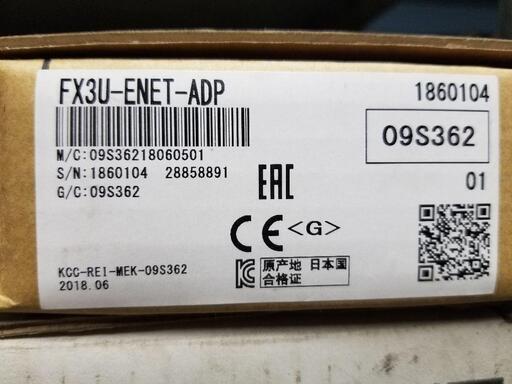 FX3U-ENET-ADP
1860104
M/C:09S36218060501
S/N:1860104 28858891
G/C:09S362
09S362
01
EAC
CE <G>
KCC-REI-MEK-09S362
2018.06
原产地 日本国
合格证